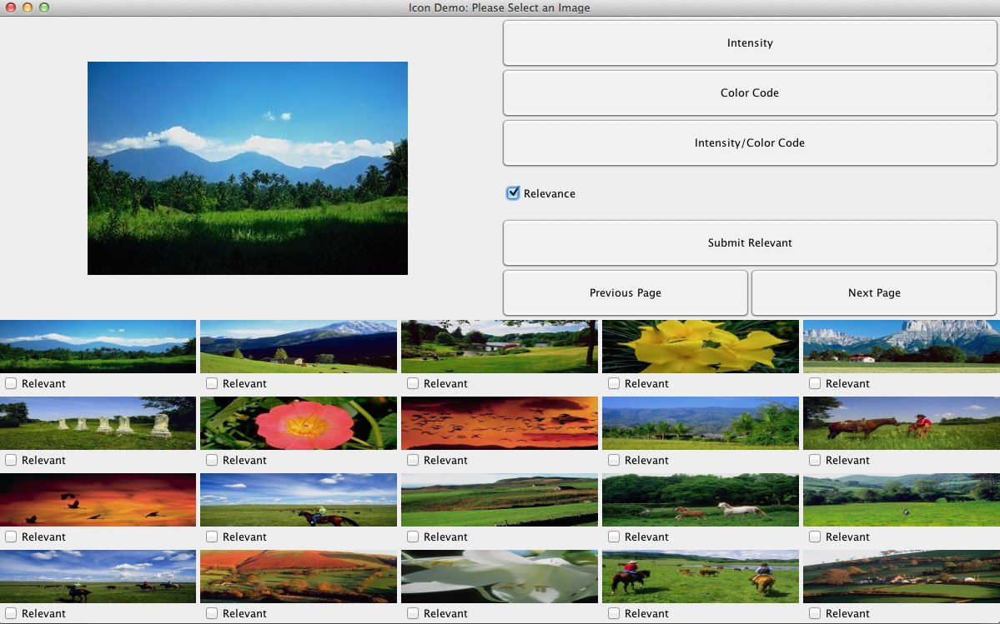 Icon Demo: Please Select an Image
Intensity
Color Code
Intensity/Color Code
Relevance
Submit Relevant
Previous Page Next Page
Relevant Relevant Relevant Relevant Relevant
Relevant Relevant Relevant Relevant Relevant
Relevant Relevant Relevant Relevant Relevant
Relevant Relevant Relevant Relevant Relevant